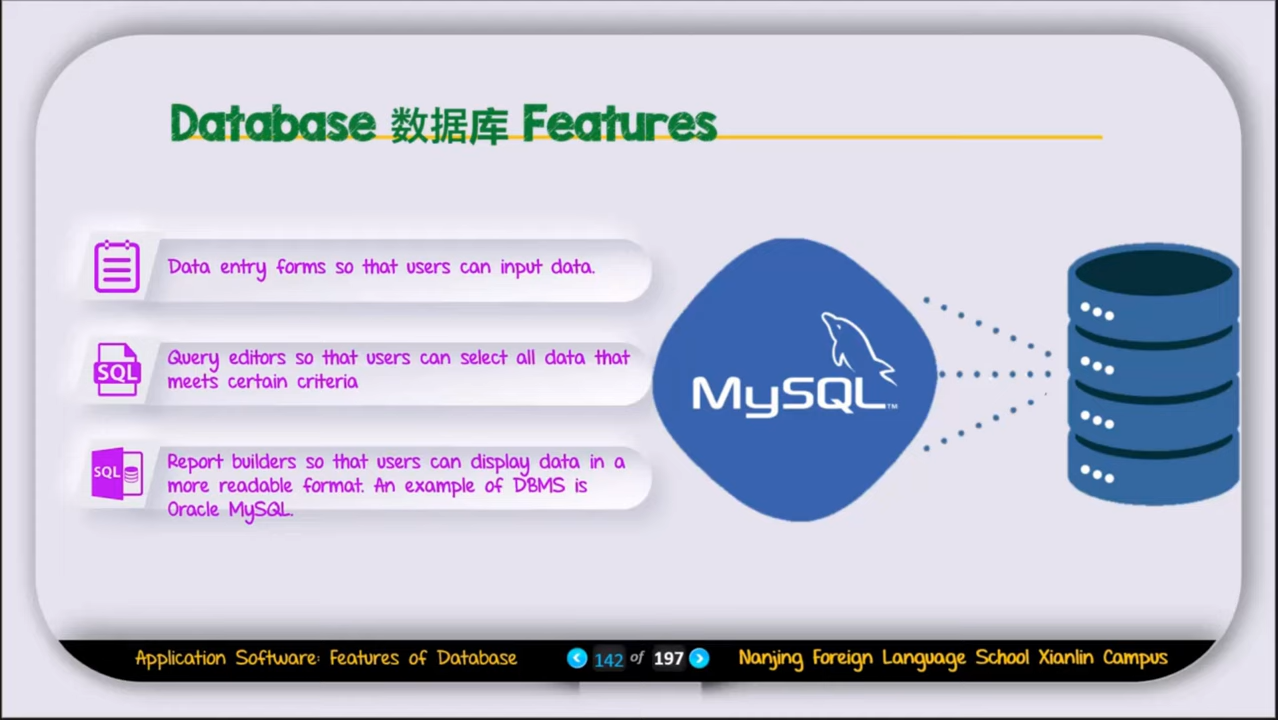 Database 数据库 Features
Data entry forms so that users can input data.
SQL
Query editors so that users can select all data that
meets certain criteria
SQL
Report builders so that users can display data in a
more readable format. An example of DBMS is
Oracle MySQL.
MySQL™
Application Software: Features of Database
142 of 197
Nanjing Foreign Language School Xianlin Campus